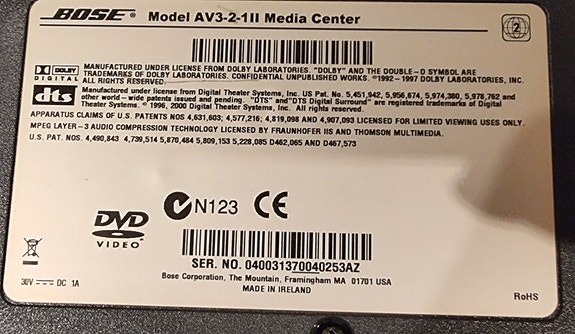 BOSE ® Model AV3-2-1II Media Center
2
DOLBY DIGITAL
MANUFACTURED UNDER LICENSE FROM DOLBY LABORATORIES. "DOLBY" AND THE DOUBLE-D SYMBOL ARE
TRADEMARKS OF DOLBY LABORATORIES. CONFIDENTIAL UNPUBLISHED WORKS. ©1992-1997 DOLBY LABORATORIES, INC.
ALL RIGHTS RESERVED.
dts
Manufactured under license from Digital Theater Systems, Inc. US Pat. No. 5,451,942, 5,956,674, 5,974,380, 5,978,762 and
other world-wide patents issued and pending. "DTS" and "DTS Digital Surround" are registered trademarks of Digital
Theater Systems. © 1996, 2000 Digital Theater Systems, Inc. All rights reserved.
APPARATUS CLAIMS OF U.S. PATENTS NOS 4,631,603; 4,577,216; 4,819,098 AND 4,907,093 LICENSED FOR LIMITED VIEWING USES ONLY.
MPEG LAYER-3 AUDIO COMPRESSION TECHNOLOGY LICENSED BY FRAUNHOFER IIS AND THOMSON MULTIMEDIA.
U.S. PAT. NOS. 4,490,843 4,739,514 5,870,484 5,809,153 5,228,085 D462,065 AND D467,573
DVD VIDEO
N123 CE
SER. NO. 040031370040253AZ
Bose Corporation, The Mountain, Framingham MA 01701 USA
MADE IN IRELAND
30V DC 1A
RoHS